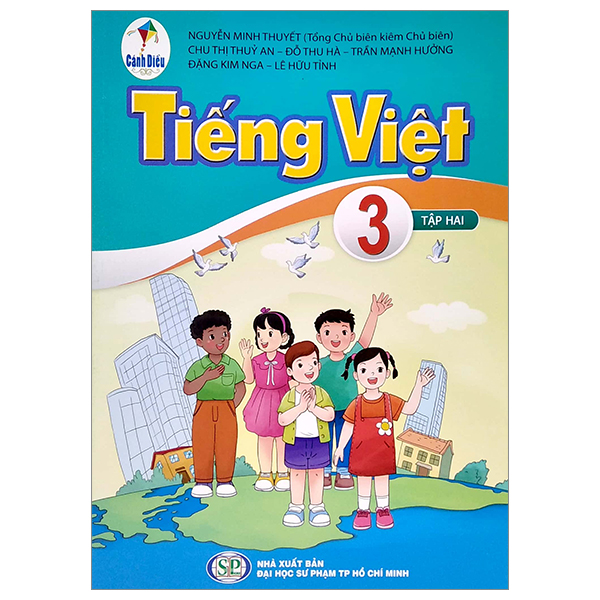 NGUYỄN MINH THUYẾT (Tổng Chủ biên kiêm Chủ biên)
CHU THỊ THUỶ AN – ĐỖ THU HÀ – TRẦN MẠNH HƯỞNG
ĐẶNG KIM NGA – LÊ HỮU TỈNH
Cánh Diều
Tiếng Việt
3
TẬP HAI
SP
NHÀ XUẤT BẢN
ĐẠI HỌC SƯ PHẠM TP HỒ CHÍ MINH